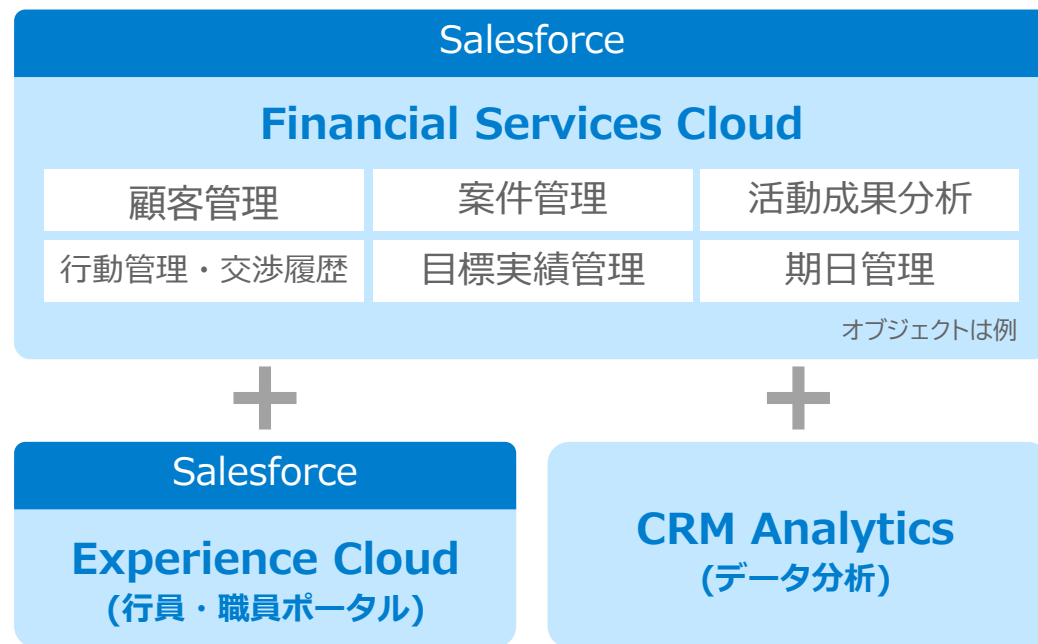 Salesforce
Financial Services Cloud
顧客管理
案件管理
活動成果分析
行動管理・交渉履歴
目標実績管理
期日管理
オブジェクトは例
+
+
Salesforce
Experience Cloud
(行員・職員ポータル)
CRM Analytics
(データ分析)